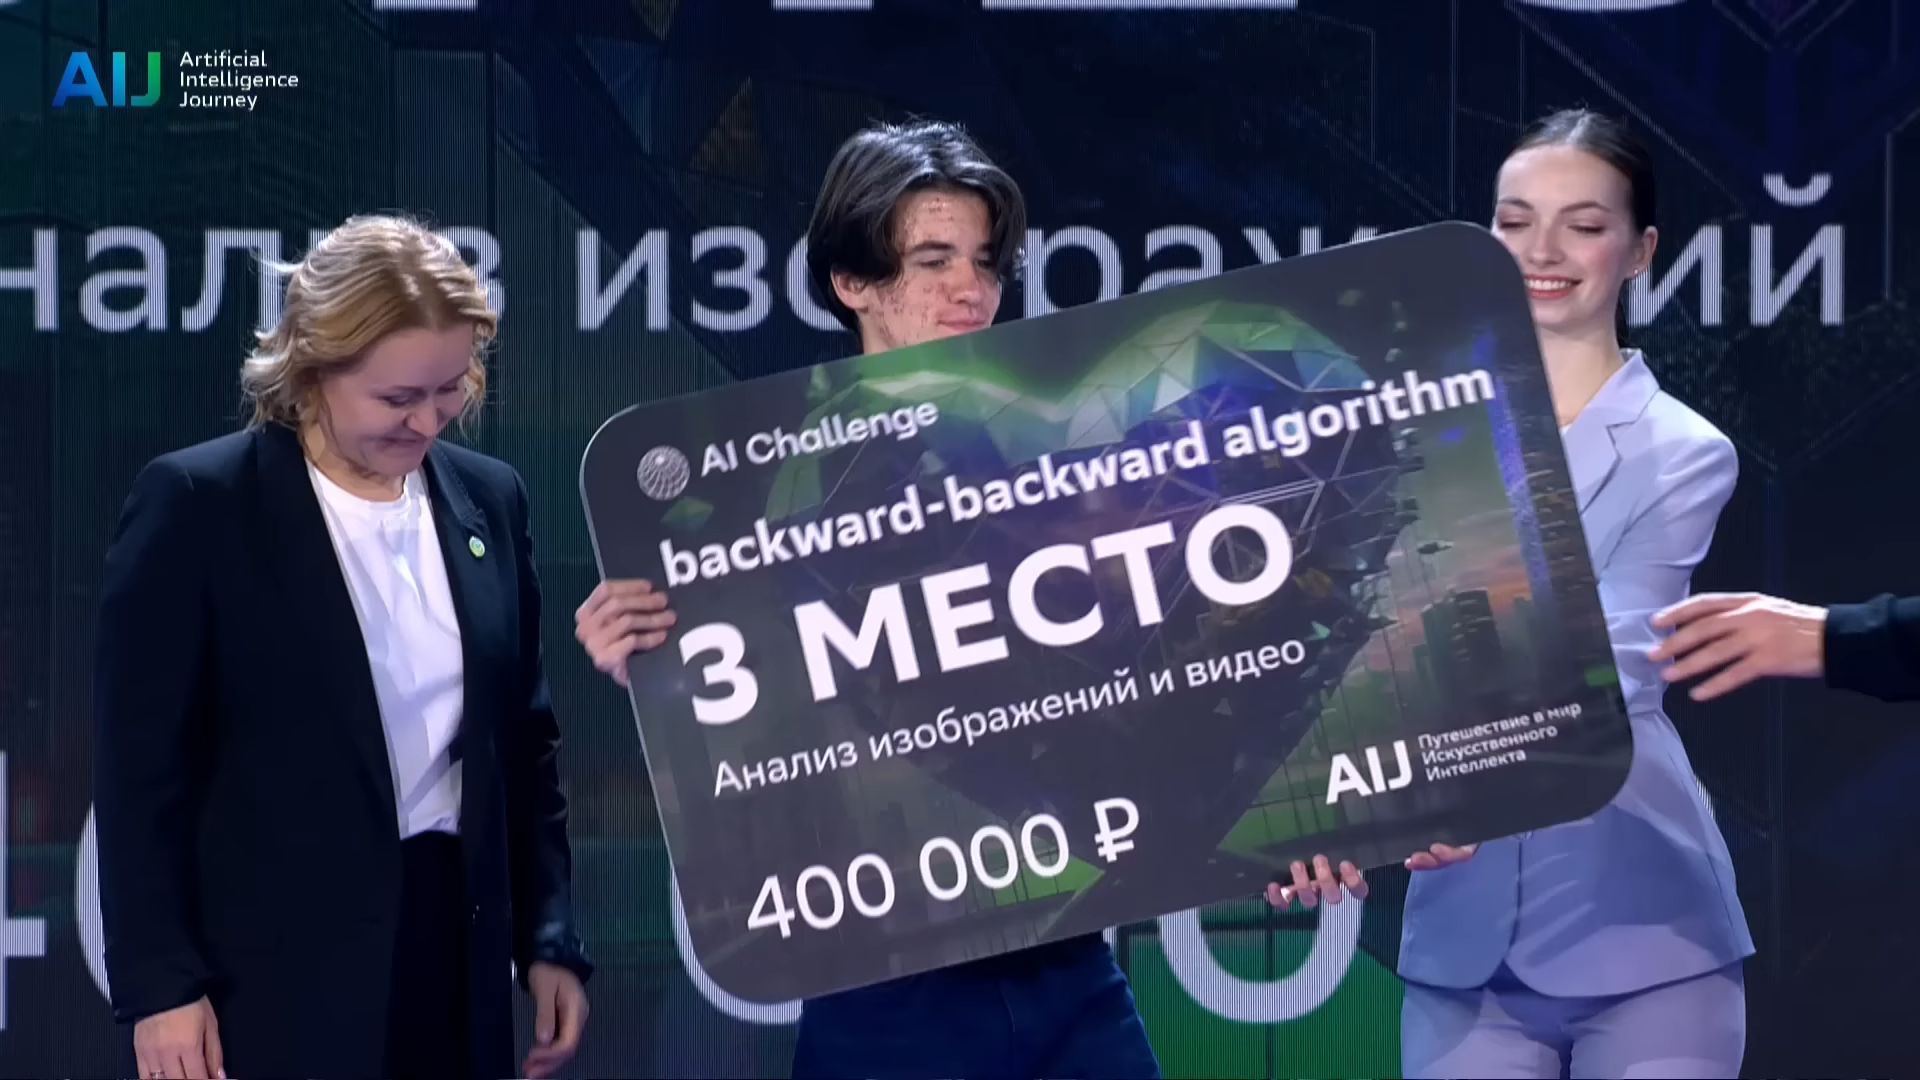 AIJ
Artificial
Intelligence
Journey
AI Challenge
backward-backward algorithm
3 МЕСТО
Анализ изображений и видео
400 000 ₽
AIJ
Путешествие в мир
Искусственного
Интеллекта